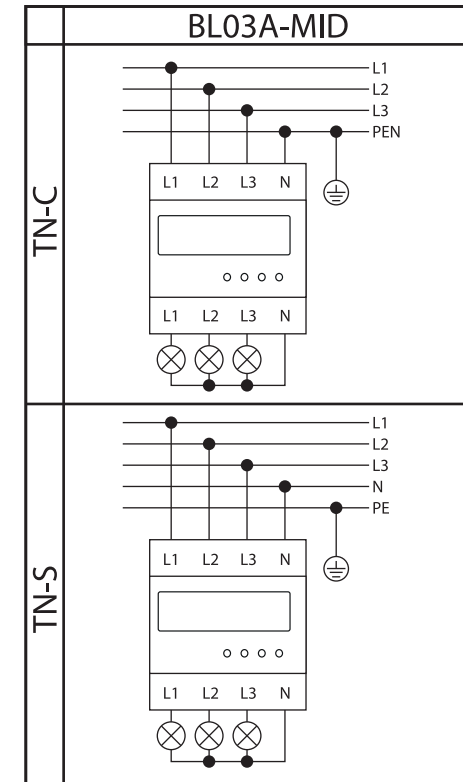 BL03A-MID
TN-C
L1
L2
L3
PEN
L1 L2 L3 N
L1 L2 L3 N
TN-S
L1
L2
L3
N
PE
L1 L2 L3 N
L1 L2 L3 N